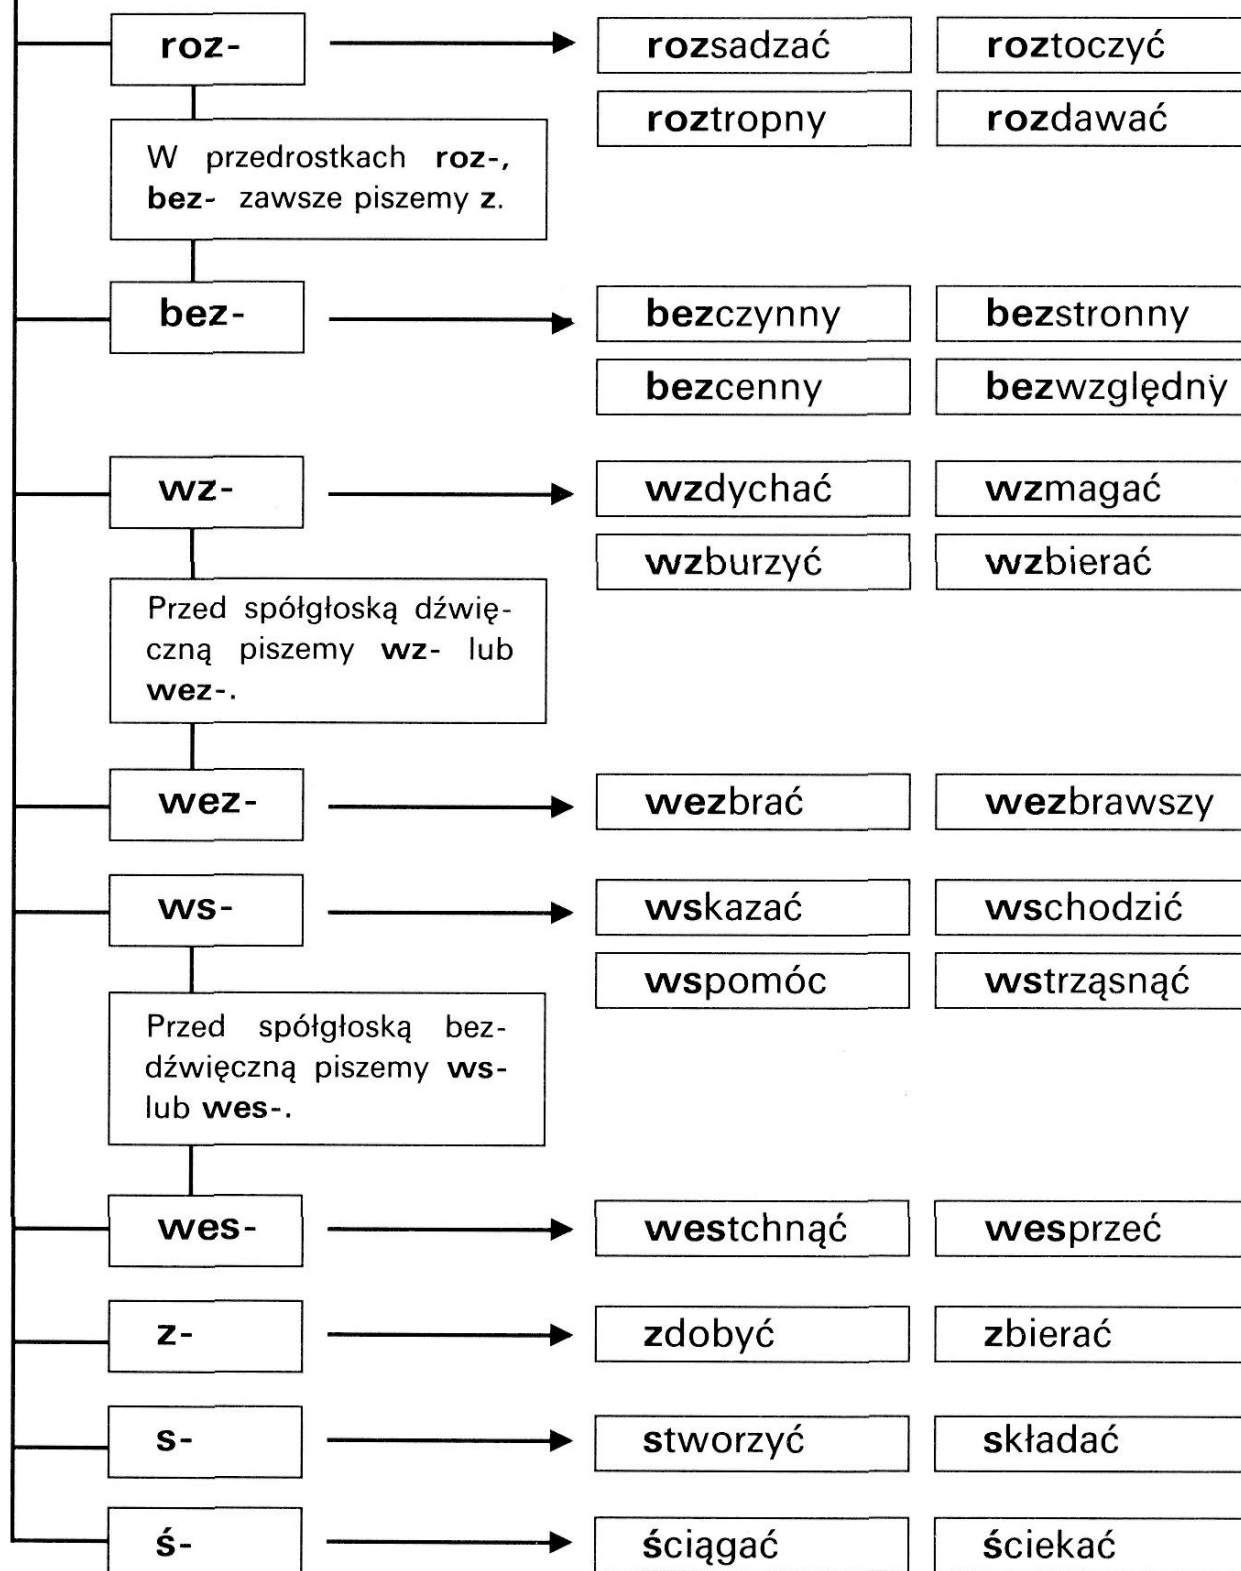 roz-
rozsadzać
roztoczyć
roztropny
rozdawać
W przedrostkach roz-,
bez- zawsze piszemy z.
bez-
bezczynny
bezstronny
bezcenny
bezwzględny
wz-
wzdychać
wzmagać
wzburzyć
wzbierać
Przed spółgłoską dźwię-
czną piszemy wz- lub
wez-.
wez-
wezbrać
wezbrawszy
ws-
wskazać
wschodzić
wspomóc
wstrząsnąć
Przed spółgłoską bez-
dźwięczną piszemy ws-
lub wes-.
wes-
westchnąć
wesprzeć
z-
zdobyć
zbierać
s-
stworzyć
składać
ś-
ściągać
ściekać